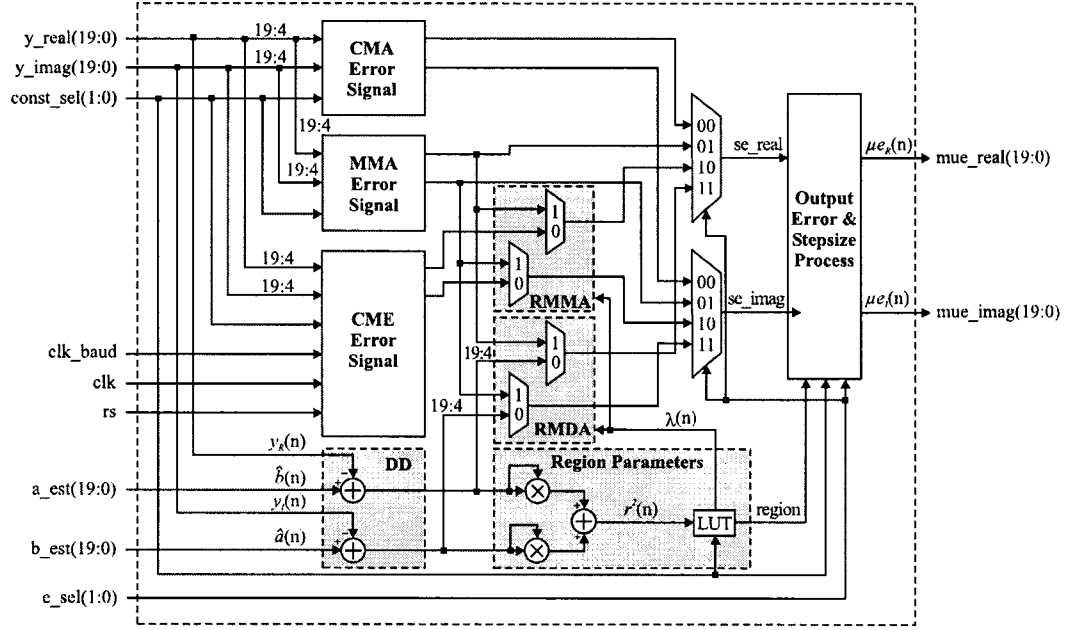 y_real(19:0)
y_imag(19:0)
const_sel(1:0)
19:4
19:4
CMA
Error
Signal
19:4
19:4
MMA
Error
Signal
19:4
19:4
CME
Error
Signal
clk_baud
clk
rs
1
0
1
0
RMMA
19:4
1
0
19:4
1
0
RMDA
00
01
10
11
se_real
00
01
10
11
se_imag
Output
Error &
Stepsize
Process
μe_R(n)
mue_real(19:0)
μe_I(n)
mue_imag(19:0)
λ(n)
y_R(n)
DD
Region Parameters
a_est(19:0)
b̂(n)
−
+
y_I(n)
b_est(19:0)
â(n)
−
+
+
+
r²(n)
LUT
region
e_sel(1:0)